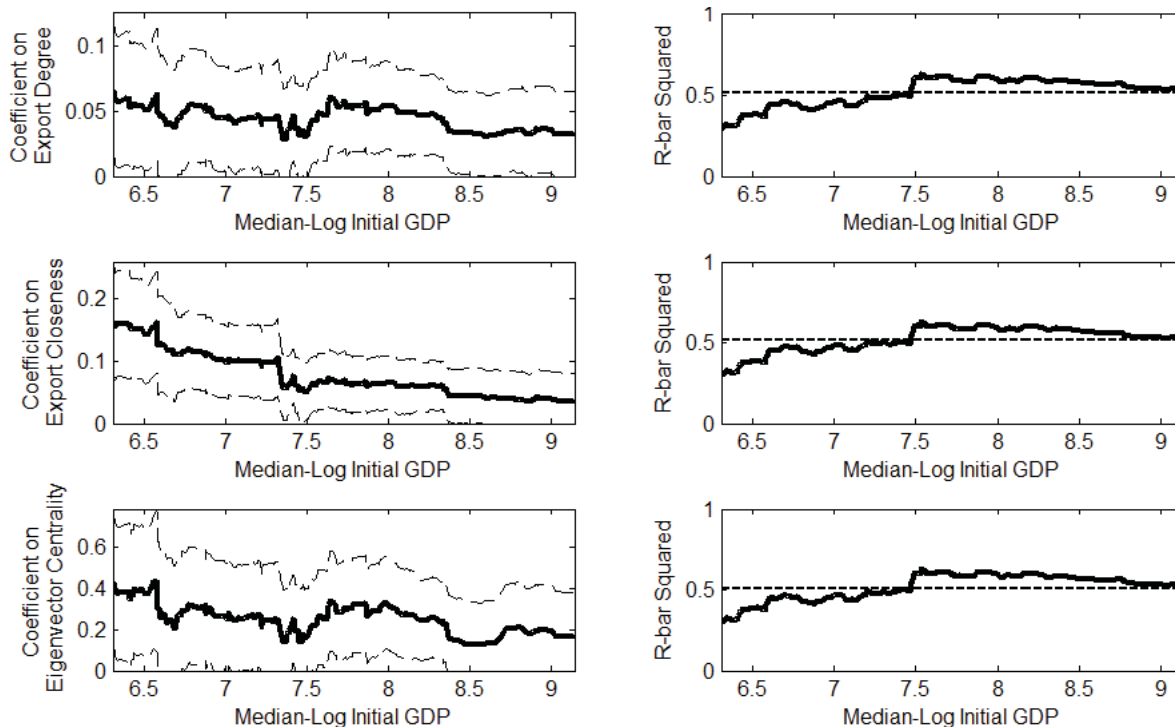 Coefficient on
Export Degree
0.1
0.05
0
6.5 7 7.5 8 8.5 9
Median-Log Initial GDP
R-bar Squared
1
0.5
0
6.5 7 7.5 8 8.5 9
Median-Log Initial GDP
Coefficient on
Export Closeness
0.2
0.1
0
6.5 7 7.5 8 8.5 9
Median-Log Initial GDP
R-bar Squared
1
0.5
0
6.5 7 7.5 8 8.5 9
Median-Log Initial GDP
Coefficient on
Eigenvector Centrality
0.6
0.4
0.2
0
6.5 7 7.5 8 8.5 9
Median-Log Initial GDP
R-bar Squared
1
0.5
0
6.5 7 7.5 8 8.5 9
Median-Log Initial GDP